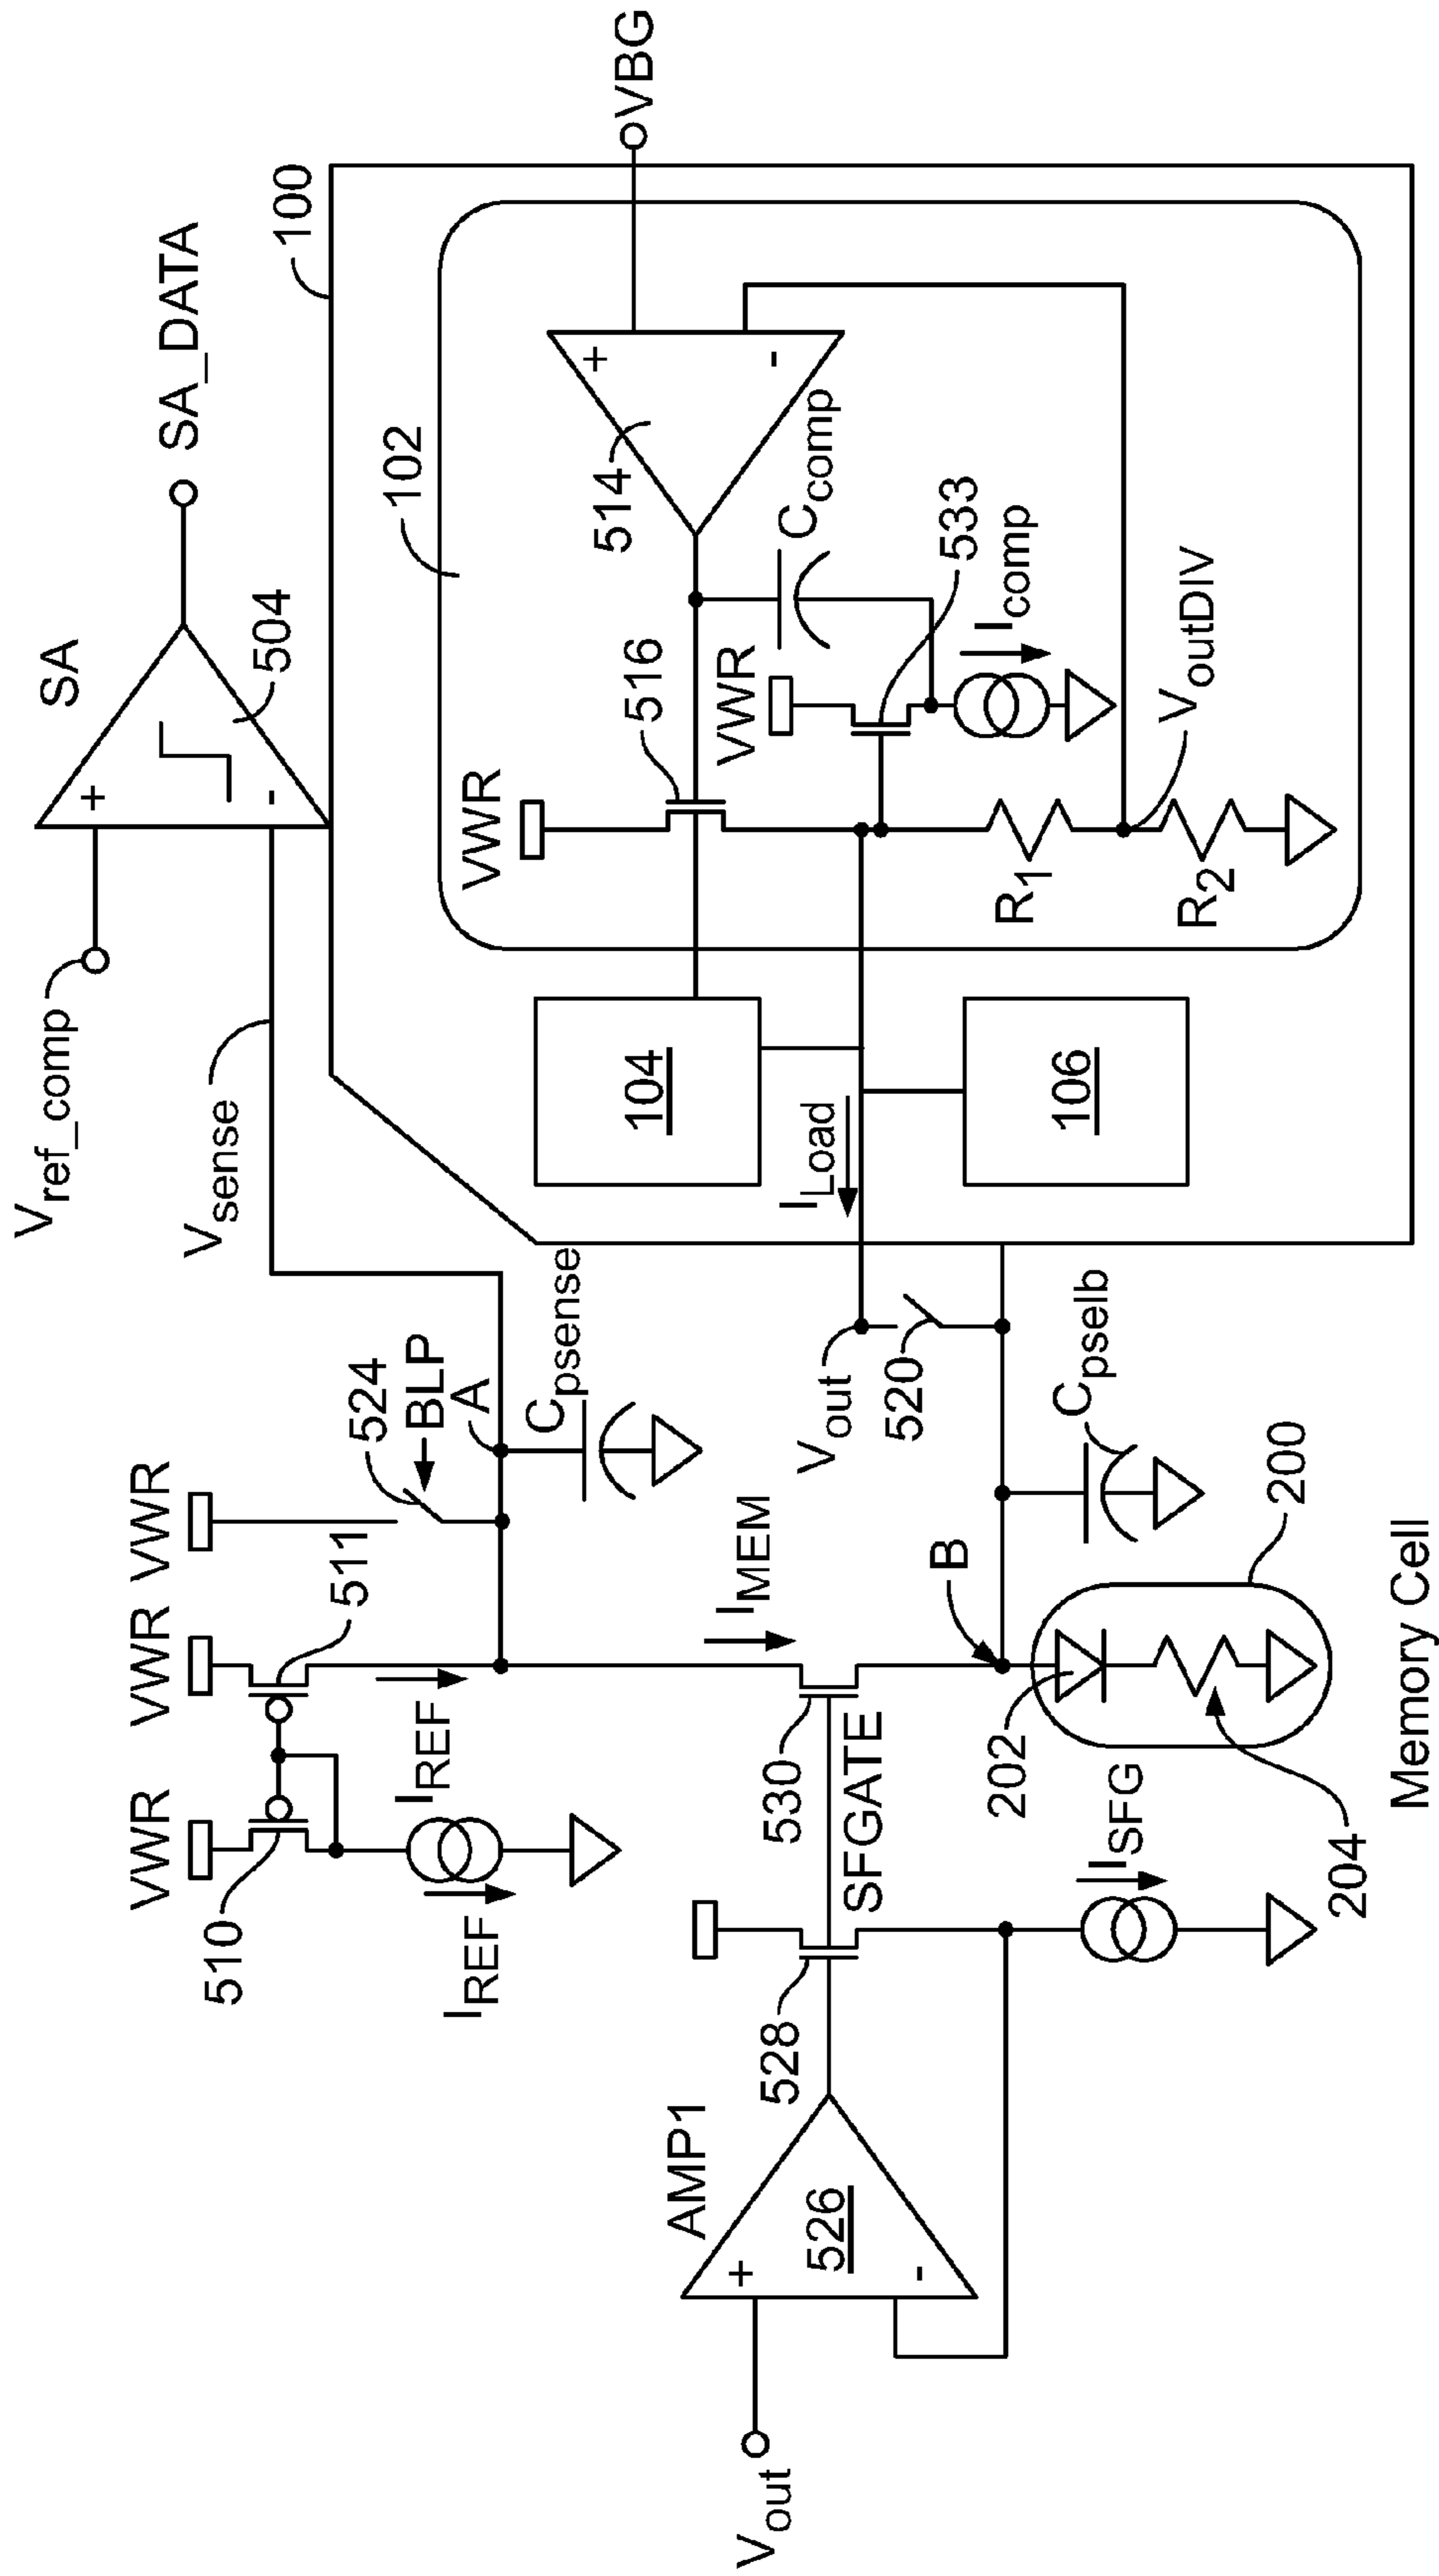 SA
504
SA_DATA
Vref_comp
Vsense
100
102
VBG
514
+
-
+
-
Ccomp
516
VWR
VWR
533
Icomp
R1
R2
VoutDIV
104
106
ILoad
Vout
520
Cpselb
BLP
524
A
Cpsense
VWR
VWR
VWR
511
510
IREF
IREF
IMEM
530
SFGATE
528
B
202
200
204
Memory Cell
ISFG
AMP1
526
+
-
Vout